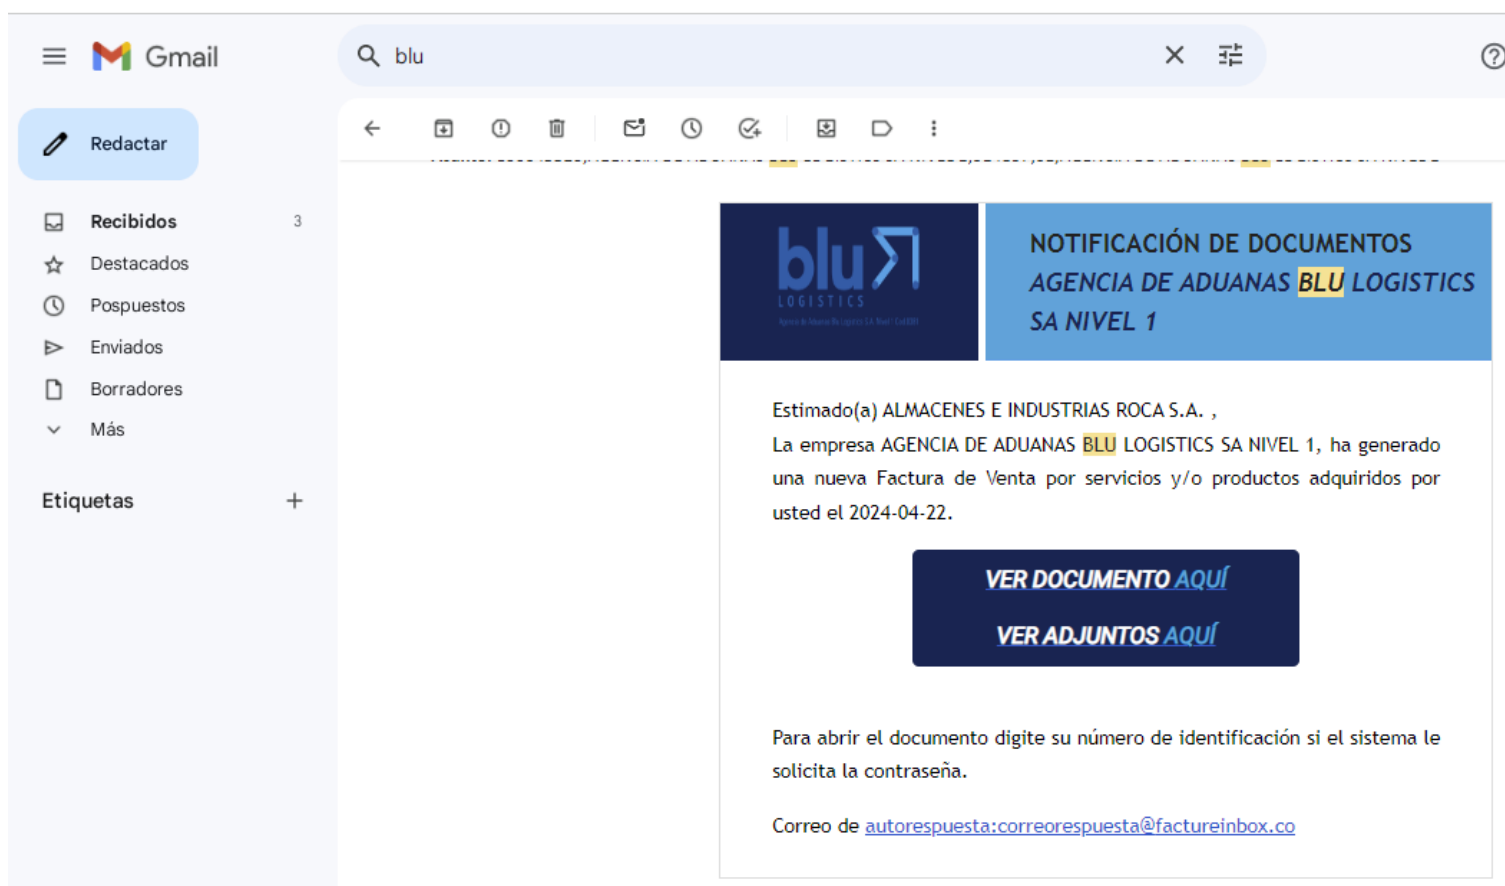 Gmail
blu
Redactar
Recibidos 3
Destacados
Pospuestos
Enviados
Borradores
Más
Etiquetas
blu
LOGISTICS
NOTIFICACIÓN DE DOCUMENTOS
AGENCIA DE ADUANAS BLU LOGISTICS
SA NIVEL 1
Estimado(a) ALMACENES E INDUSTRIAS ROCA S.A. ,
La empresa AGENCIA DE ADUANAS BLU LOGISTICS SA NIVEL 1, ha generado
una nueva Factura de Venta por servicios y/o productos adquiridos por
usted el 2024-04-22.
VER DOCUMENTO AQUÍ
VER ADJUNTOS AQUÍ
Para abrir el documento digite su número de identificación si el sistema le
solicita la contraseña.
Correo de autorespuesta:correorespuesta@factureinbox.co